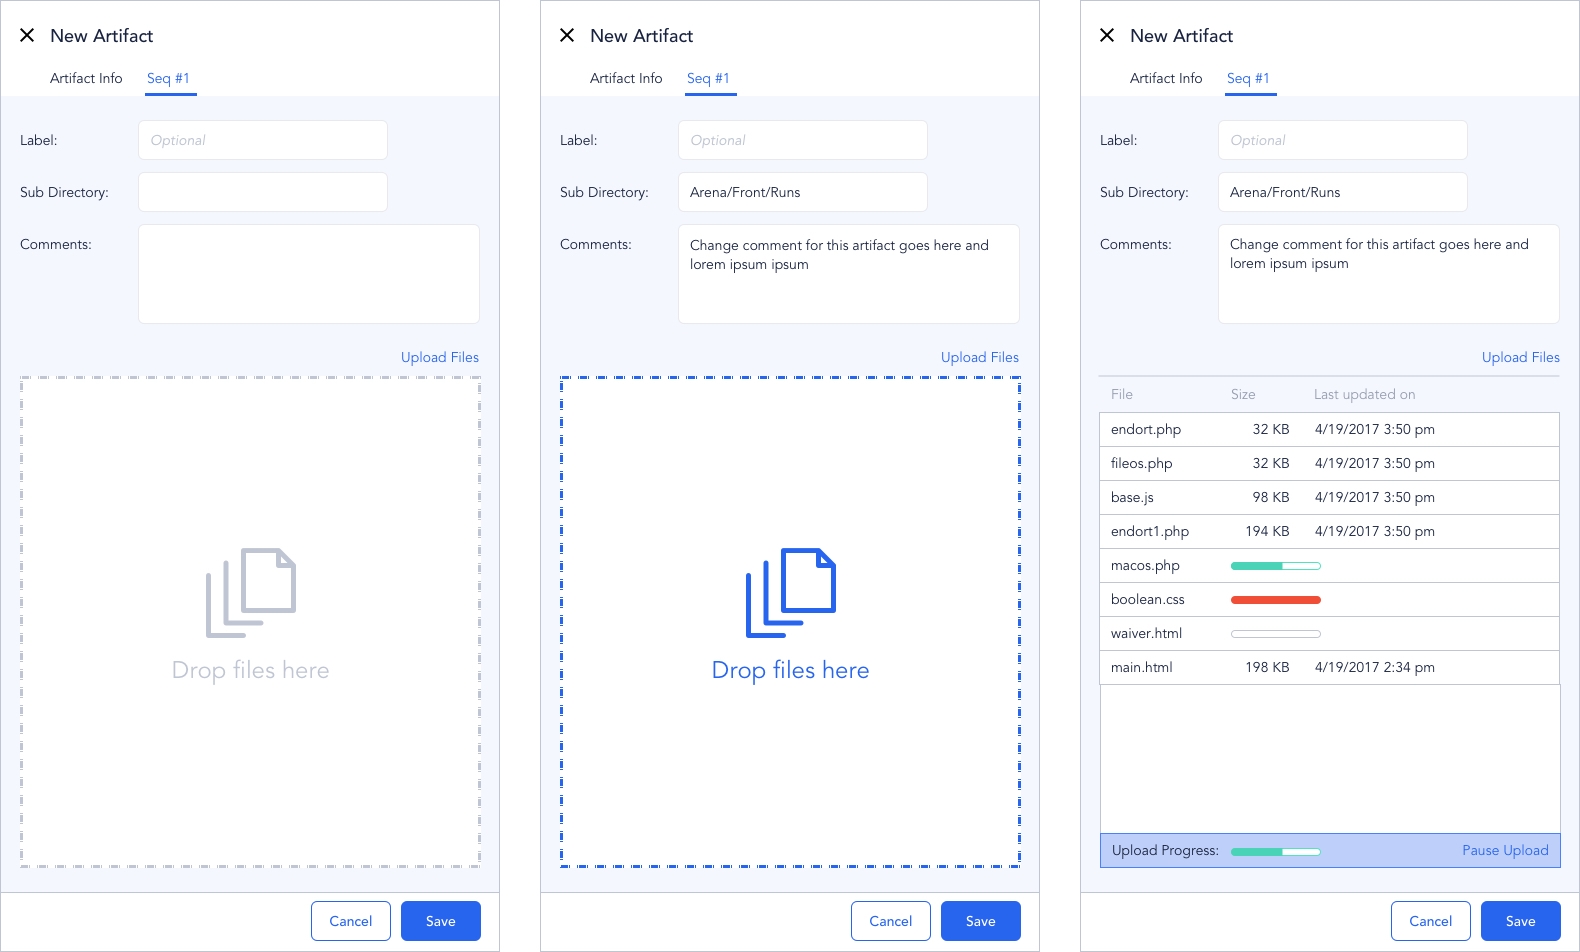 New Artifact
Artifact Info Seq #1
Label: Optional
Sub Directory:
Comments:
Upload Files
Drop files here
Cancel Save
New Artifact
Artifact Info Seq #1
Label: Optional
Sub Directory: Arena/Front/Runs
Comments: Change comment for this artifact goes here and
lorem ipsum ipsum
Upload Files
Drop files here
Cancel Save
New Artifact
Artifact Info Seq #1
Label: Optional
Sub Directory: Arena/Front/Runs
Comments: Change comment for this artifact goes here and
lorem ipsum ipsum
Upload Files
File Size Last updated on
endort.php 32 KB 4/19/2017 3:50 pm
fileos.php 32 KB 4/19/2017 3:50 pm
base.js 98 KB 4/19/2017 3:50 pm
endort1.php 194 KB 4/19/2017 3:50 pm
macos.php
boolean.css
waiver.html
main.html 198 KB 4/19/2017 2:34 pm
Upload Progress: Pause Upload
Cancel Save